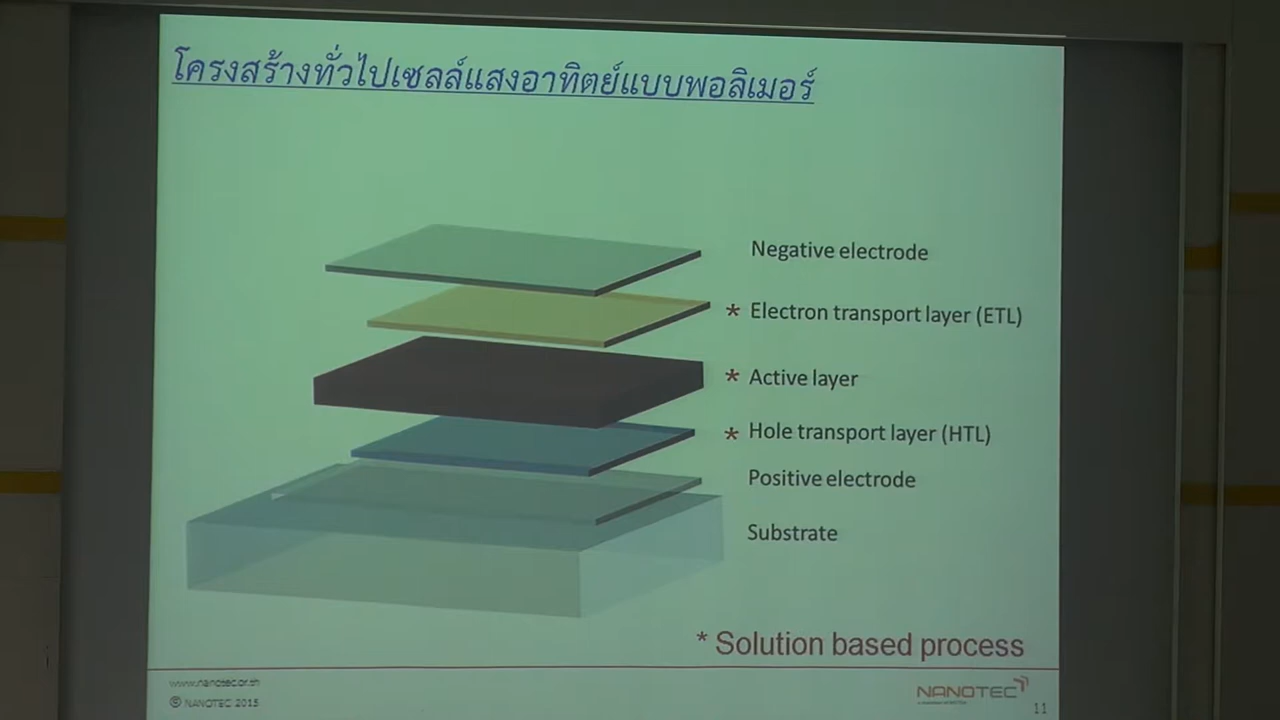 โครงสร้างทั่วไปเซลล์แสงอาทิตย์แบบพอลิเมอร์
Negative electrode
* Electron transport layer (ETL)
* Active layer
* Hole transport layer (HTL)
Positive electrode
Substrate
* Solution based process
www.nanotec.or.th
© NANOTEC 2015
NANOTEC
11